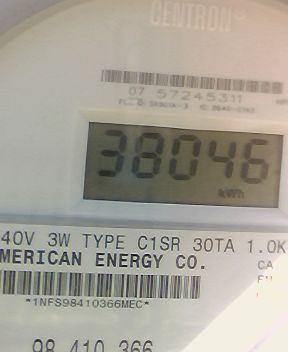 CENTRON®
07 57245311
38046
kWh
40V 3W TYPE C1SR 30TA 1.0K
MERICAN ENERGY CO.
CA
*1NFS98410366MEC*
98 410 366